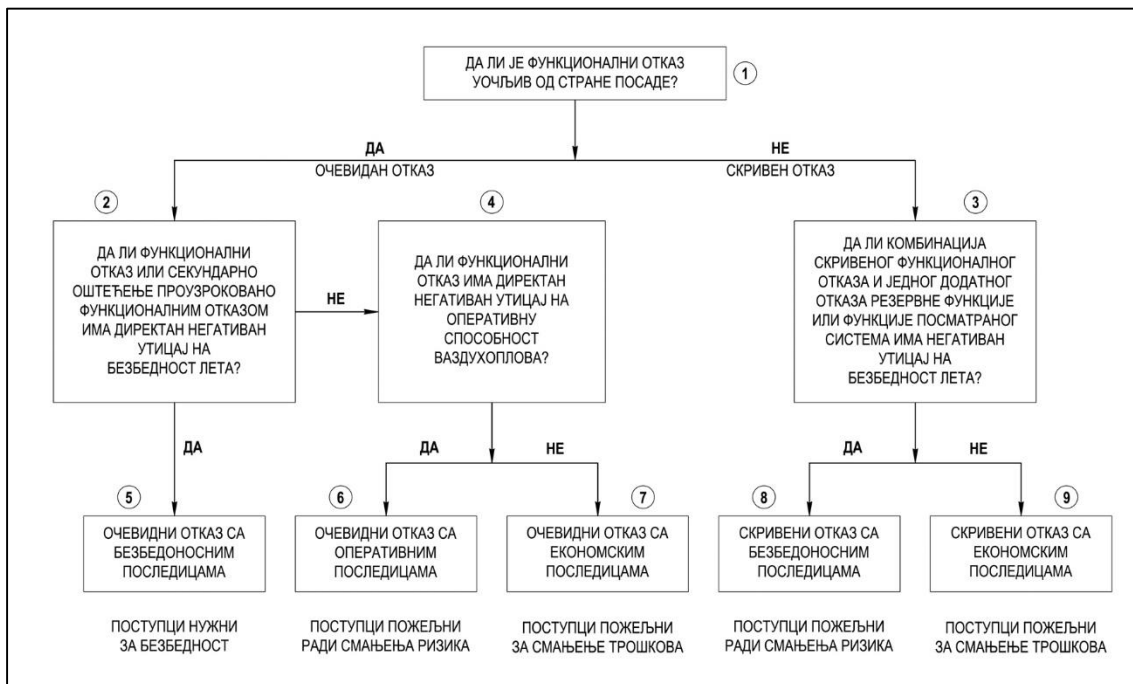 ДА ЛИ ЈЕ ФУНКЦИОНАЛНИ ОТКАЗ
УОЧЉИВ ОД СТРАНЕ ПОСАДЕ?
1
ДА
ОЧЕВИДАН ОТКАЗ
НЕ
СКРИВЕН ОТКАЗ
2
ДА ЛИ ФУНКЦИОНАЛНИ
ОТКАЗ ИЛИ СЕКУНДАРНО
ОШТЕЋЕЊЕ ПРОУЗРОКОВАНО
ФУНКЦИОНАЛНИМ ОТКАЗОМ
ИМА ДИРЕКТАН НЕГАТИВАН
УТИЦАЈ НА
БЕЗБЕДНОСТ ЛЕТА?
НЕ
4
ДА ЛИ ФУНКЦИОНАЛНИ
ОТКАЗ ИМА ДИРЕКТАН
НЕГАТИВАН УТИЦАЈ НА
ОПЕРАТИВНУ
СПОСОБНОСТ
ВАЗДУХОПЛОВА?
3
ДА ЛИ КОМБИНАЦИЈА
СКРИВЕНОГ ФУНКЦИОНАЛНОГ
ОТКАЗА И ЈЕДНОГ ДОДАТНОГ
ОТКАЗА РЕЗЕРВНЕ ФУНКЦИЈЕ
ИЛИ ФУНКЦИЈЕ ПОСМАТРАНОГ
СИСТЕМА ИМА НЕГАТИВАН
УТИЦАЈ НА
БЕЗБЕДНОСТ ЛЕТА?
ДА
ДА
НЕ
ДА
НЕ
5
ОЧЕВИДНИ ОТКАЗ СА
БЕЗБЕДОНОСНИМ
ПОСЛЕДИЦАМА
6
ОЧЕВИДНИ ОТКАЗ СА
ОПЕРАТИВНИМ
ПОСЛЕДИЦАМА
7
ОЧЕВИДНИ ОТКАЗ СА
ЕКОНОМСКИМ
ПОСЛЕДИЦАМА
8
СКРИВЕНИ ОТКАЗ СА
БЕЗБЕДОНОСНИМ
ПОСЛЕДИЦАМА
9
СКРИВЕНИ ОТКАЗ СА
ЕКОНОМСКИМ
ПОСЛЕДИЦАМА
ПОСТУПЦИ НУЖНИ
ЗА БЕЗБЕДНОСТ
ПОСТУПЦИ ПОЖЕЉНИ
РАДИ СМАЊЕЊА РИЗИКА
ПОСТУПЦИ ПОЖЕЉНИ
ЗА СМАЊЕЊЕ ТРОШКОВА
ПОСТУПЦИ ПОЖЕЉНИ
РАДИ СМАЊЕЊА РИЗИКА
ПОСТУПЦИ ПОЖЕЉНИ
ЗА СМАЊЕЊЕ ТРОШКОВА